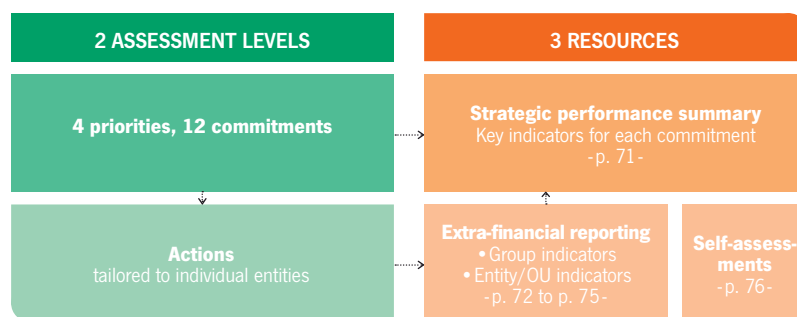 2 ASSESSMENT LEVELS
3 RESOURCES
4 priorities, 12 commitments
Strategic performance summary
Key indicators for each commitment
-p. 71-
Actions
tailored to individual entities
Extra-financial reporting
• Group indicators
• Entity/OU indicators
-p. 72 to p. 75-
Self-assess-
ments
-p. 76-